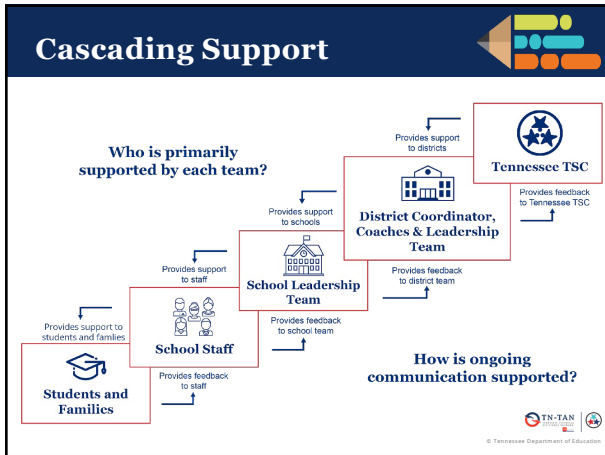 Cascading Support
Who is primarily
supported by each team?
Provides support
to districts
Tennessee TSC
Provides feedback
to Tennessee TSC
Provides support
to schools
District Coordinator,
Coaches & Leadership
Team
Provides feedback
to district team
Provides support
to staff
School Leadership
Team
Provides feedback
to school team
Provides support to
students and families
School Staff
Provides feedback
to staff
Students and
Families
How is ongoing
communication supported?
TN-TAN
© Tennessee Department of Education